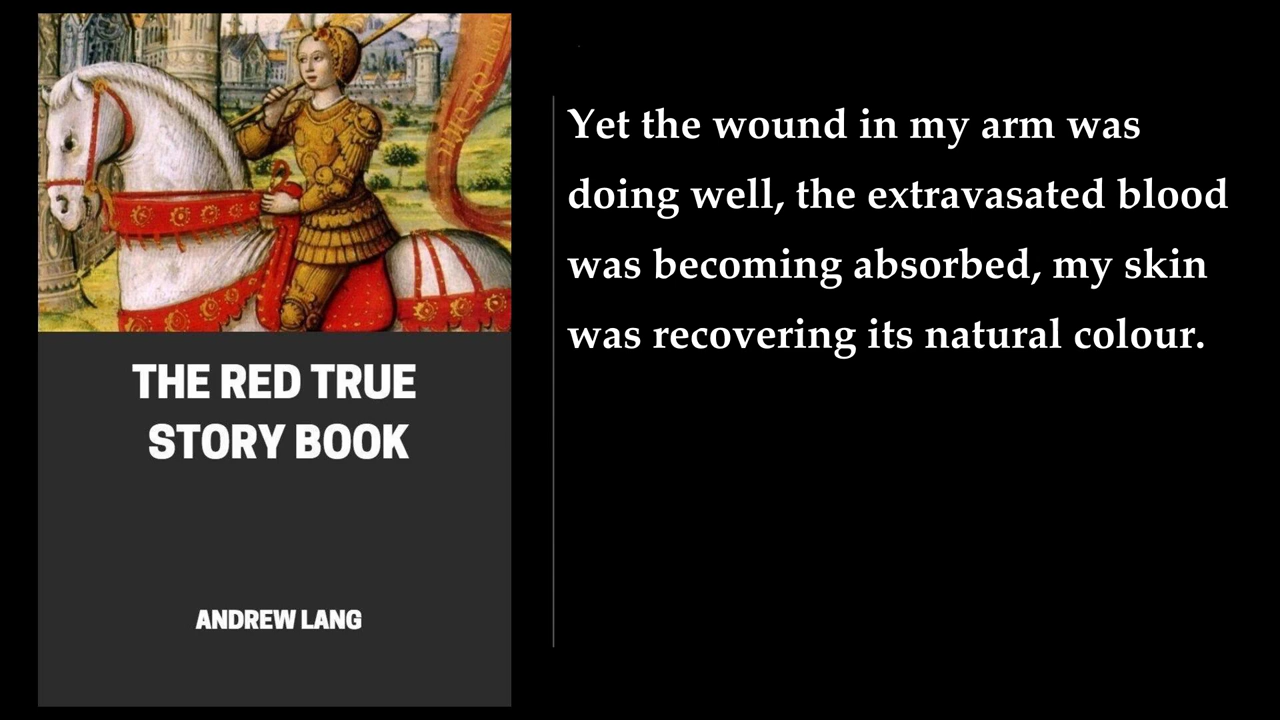 THE RED TRUE
STORY BOOK
ANDREW LANG
Yet the wound in my arm was
doing well, the extravasated blood
was becoming absorbed, my skin
was recovering its natural colour.